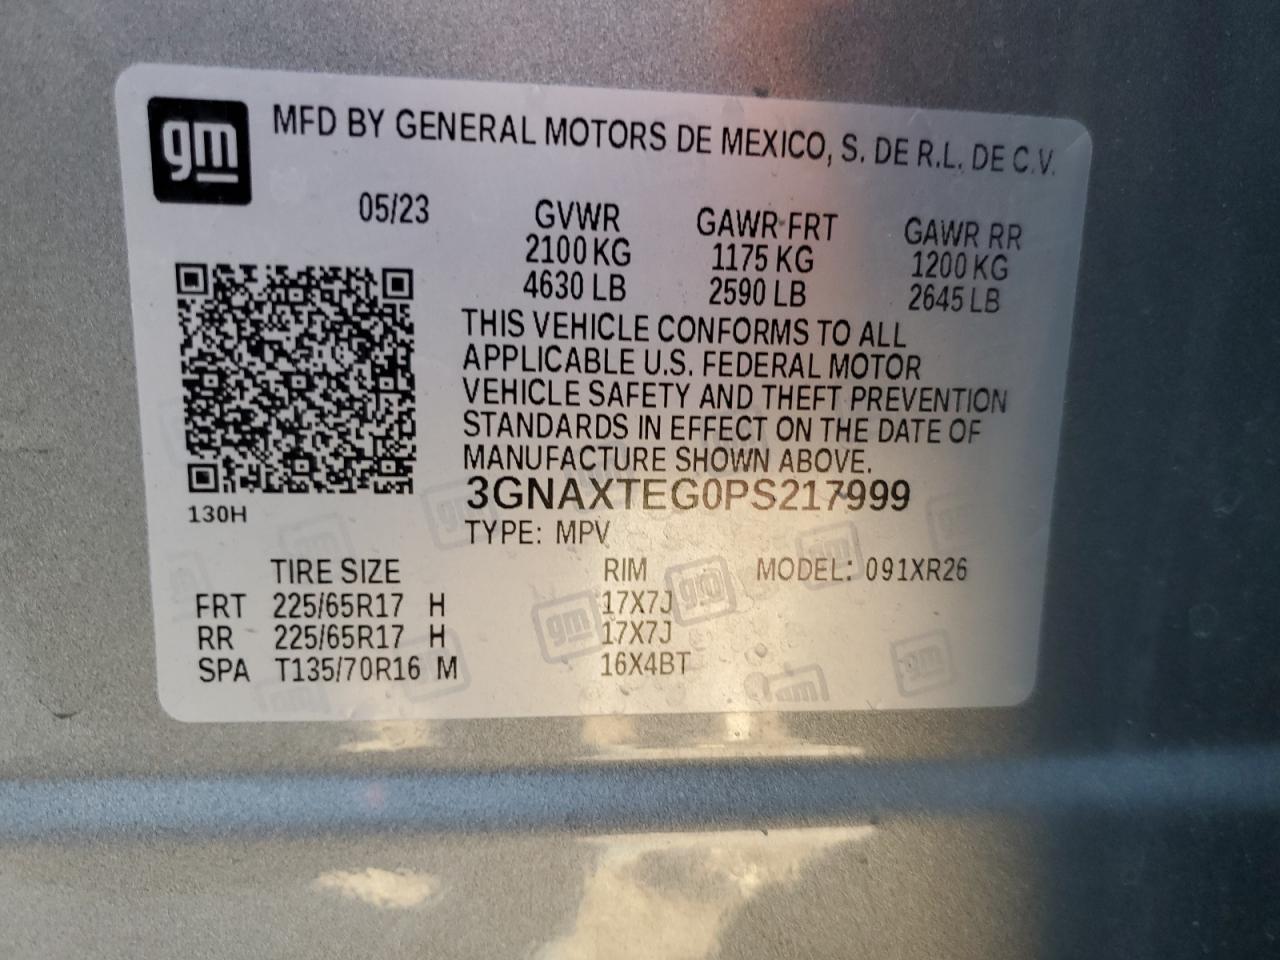 gm
MFD BY GENERAL MOTORS DE MEXICO, S. DE R.L. DE C.V.
05/23 GVWR GAWR FRT GAWR RR
2100 KG 1175 KG 1200 KG
4630 LB 2590 LB 2645 LB
THIS VEHICLE CONFORMS TO ALL
APPLICABLE U.S. FEDERAL MOTOR
VEHICLE SAFETY AND THEFT PREVENTION
STANDARDS IN EFFECT ON THE DATE OF
MANUFACTURE SHOWN ABOVE.
3GNAXTEG0PS217999
130H
TYPE: MPV
TIRE SIZE RIM MODEL: 091XR26
FRT 225/65R17 H 17X7J
RR 225/65R17 H 17X7J
SPA T135/70R16 M 16X4BT